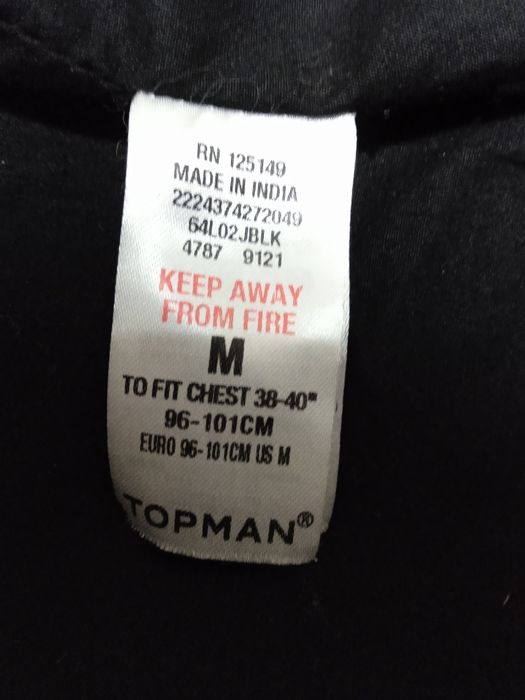 RN 125149
MADE IN INDIA
2224374272049
64L02JBLK
4787 9121
KEEP AWAY
FROM FIRE
M
TO FIT CHEST 38-40"
96-101CM
EURO 96-101CM US M
TOPMAN®